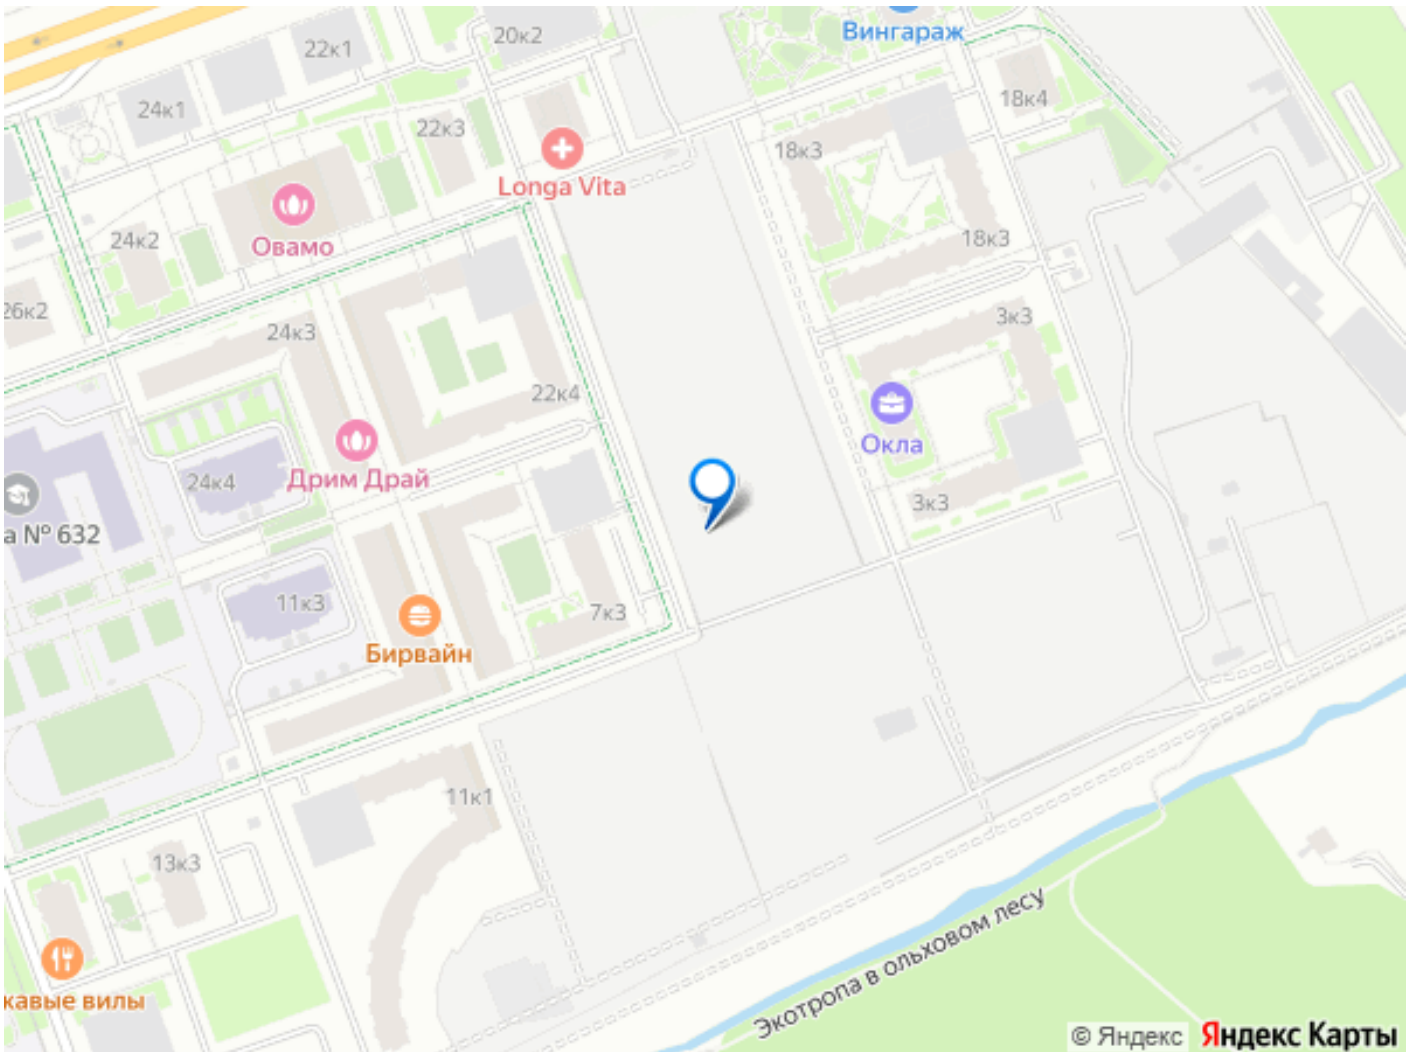 Вингараж
20к2
22к1
24к1
18к4
22к3
18к3
Longa Vita
24к2
Овамо
18к3
26к2
3к3
24к3
22к4
Окла
Дрим Драй
24к4
3к3
а № 632
11к3
7к3
Бирвайн
11к1
13к3
кавые вилы
Экотропа в ольховом лесу
© Яндекс Яндекс Карты